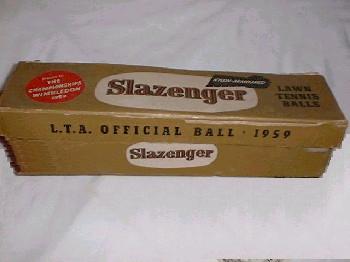 THE
CHAMPIONSHIPS
WIMBLEDON
Slazenger
LAWN
TENNIS
BALLS
L.T.A. OFFICIAL BALL · 1959
Slazenger